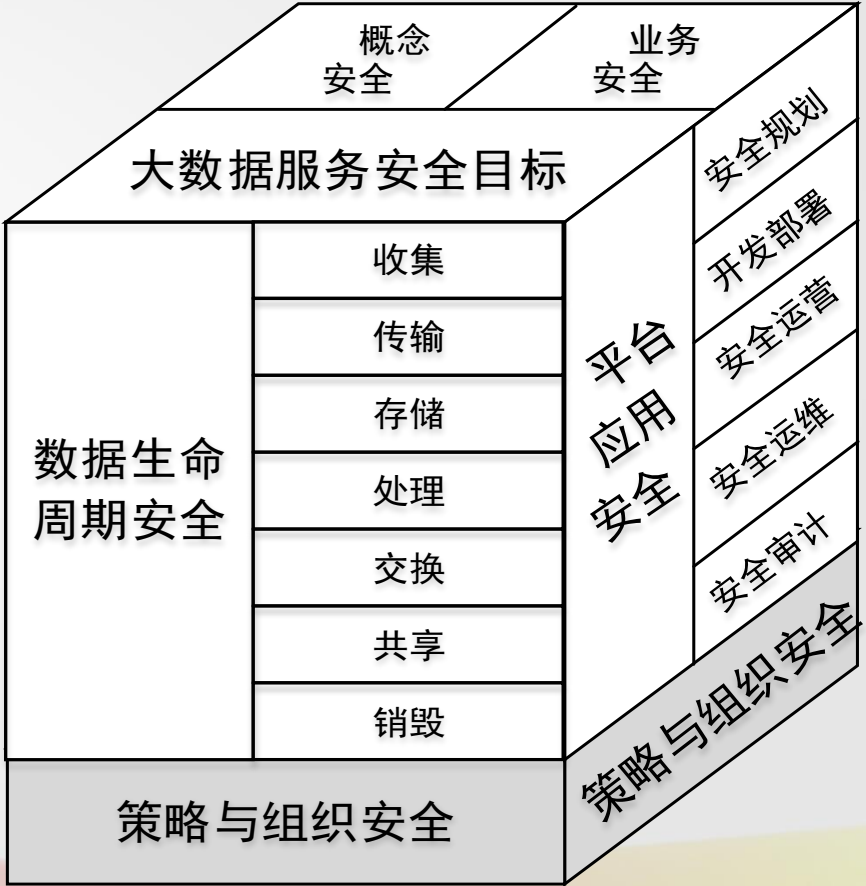 概念
安全
业务
安全
大数据服务安全目标
数据生命
周期安全
收集
传输
存储
处理
交换
共享
销毁
平台
应用
安全
安全规划
开发部署
安全运营
安全运维
安全审计
策略与组织安全
策略与组织安全